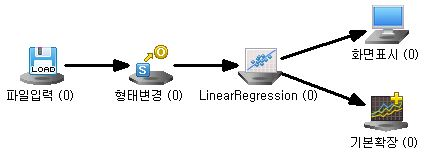 LOAD
S
화면표시 (0)
파일입력 (0)
형태변경 (0)
LinearRegression (0)
기본확장 (0)